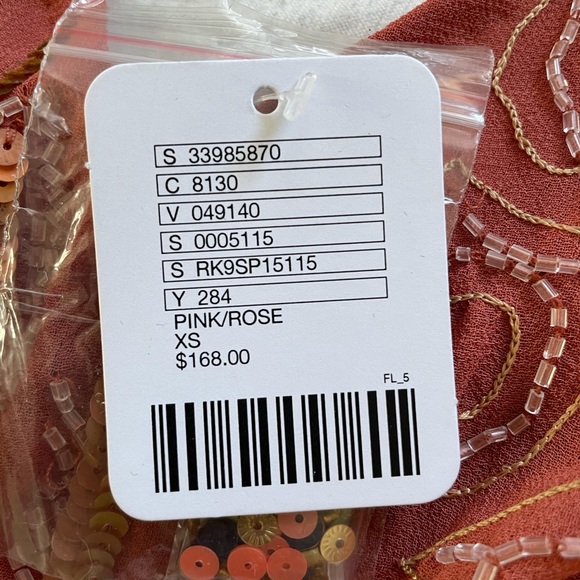 S 33985870
C 8130
V 049140
S 0005115
S RK9SP15115
Y 284
PINK/ROSE
XS
$168.00
FL_5